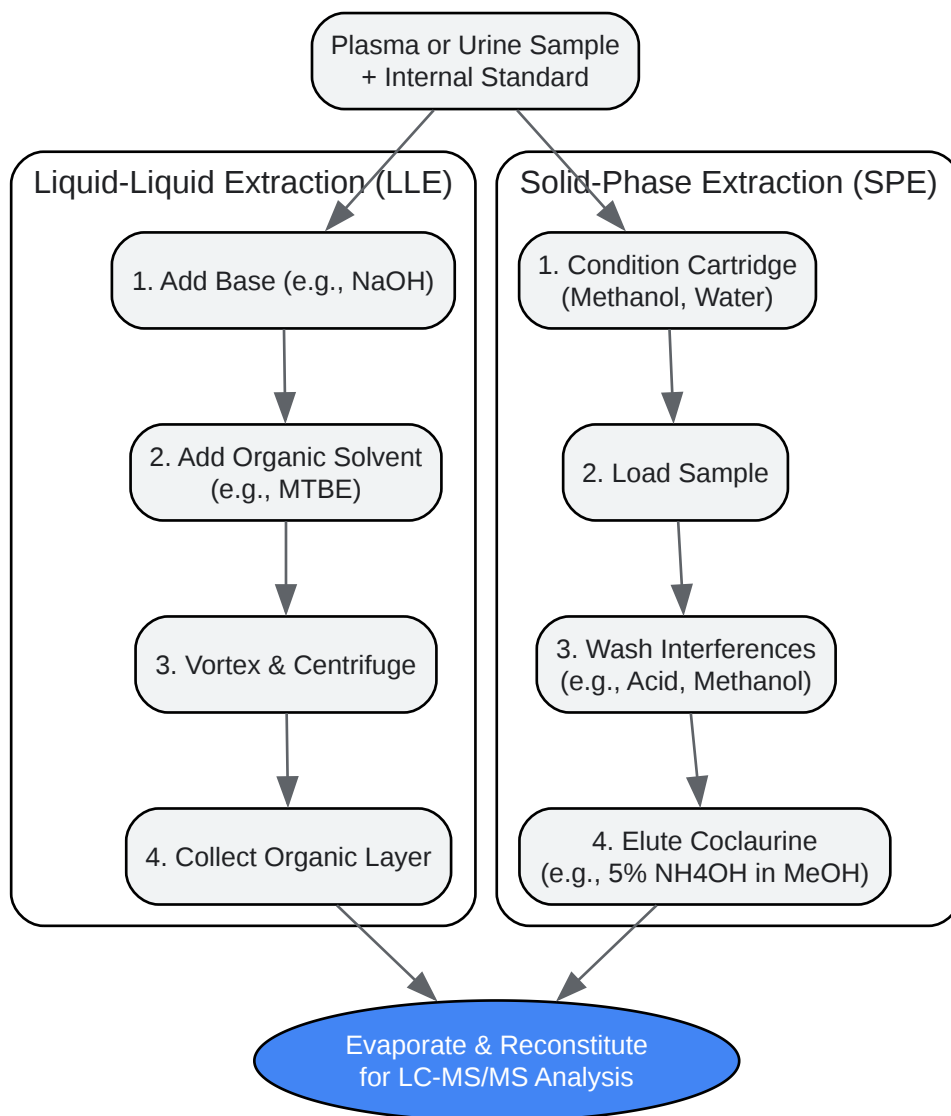 Plasma or Urine Sample
+ Internal Standard
Liquid-Liquid Extraction (LLE)
1. Add Base (e.g., NaOH)
2. Add Organic Solvent
(e.g., MTBE)
3. Vortex & Centrifuge
4. Collect Organic Layer
Solid-Phase Extraction (SPE)
1. Condition Cartridge
(Methanol, Water)
2. Load Sample
3. Wash Interferences
(e.g., Acid, Methanol)
4. Elute Coclaurine
(e.g., 5% NH4OH in MeOH)
Evaporate & Reconstitute
for LC-MS/MS Analysis